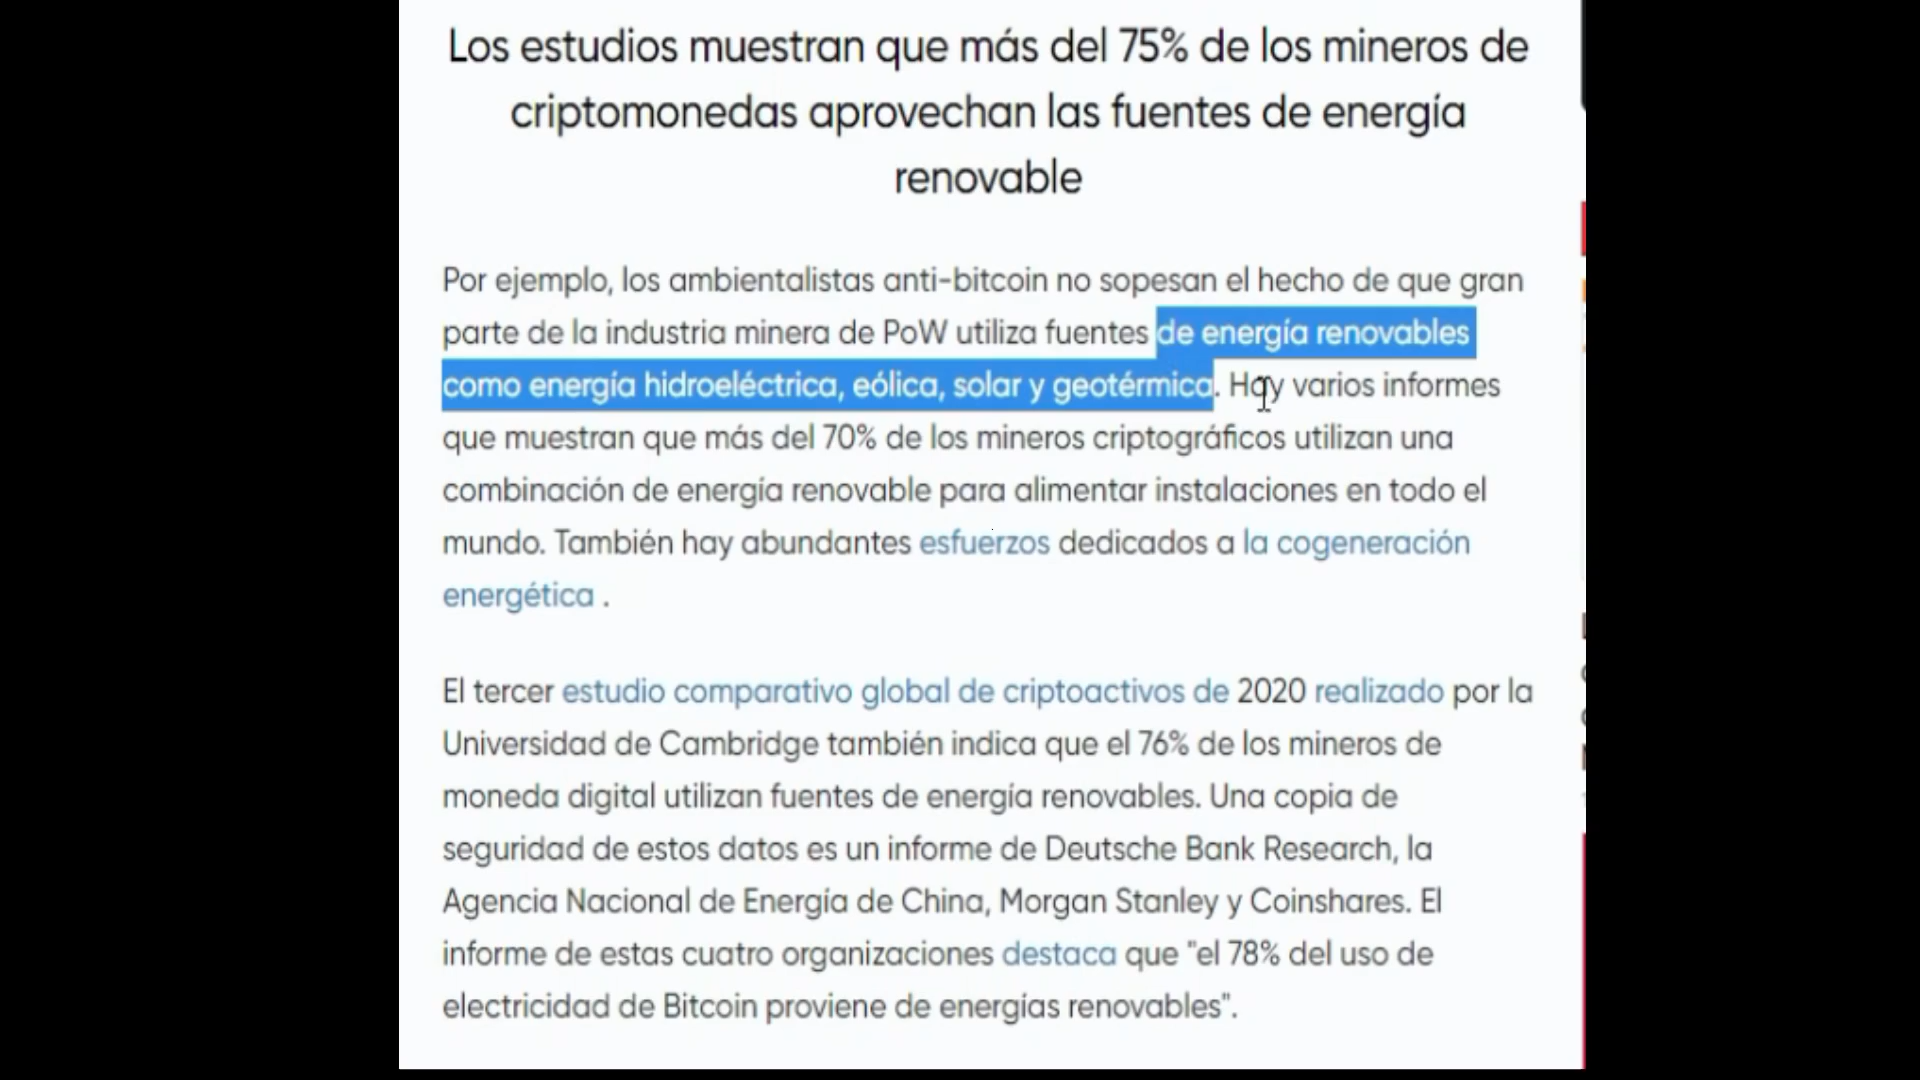 Los estudios muestran que más del 75% de los mineros de
criptomonedas aprovechan las fuentes de energía
renovable
Por ejemplo, los ambientalistas anti-bitcoin no sopesan el hecho de que gran
parte de la industria minera de PoW utiliza fuentes de energía renovables
como energía hidroeléctrica, eólica, solar y geotérmica. Hay varios informes
que muestran que más del 70% de los mineros criptográficos utilizan una
combinación de energía renovable para alimentar instalaciones en todo el
mundo. También hay abundantes esfuerzos dedicados a la cogeneración
energética .
El tercer estudio comparativo global de criptoactivos de 2020 realizado por la
Universidad de Cambridge también indica que el 76% de los mineros de
moneda digital utilizan fuentes de energía renovables. Una copia de
seguridad de estos datos es un informe de Deutsche Bank Research, la
Agencia Nacional de Energía de China, Morgan Stanley y Coinshares. El
informe de estas cuatro organizaciones destaca que "el 78% del uso de
electricidad de Bitcoin proviene de energías renovables".